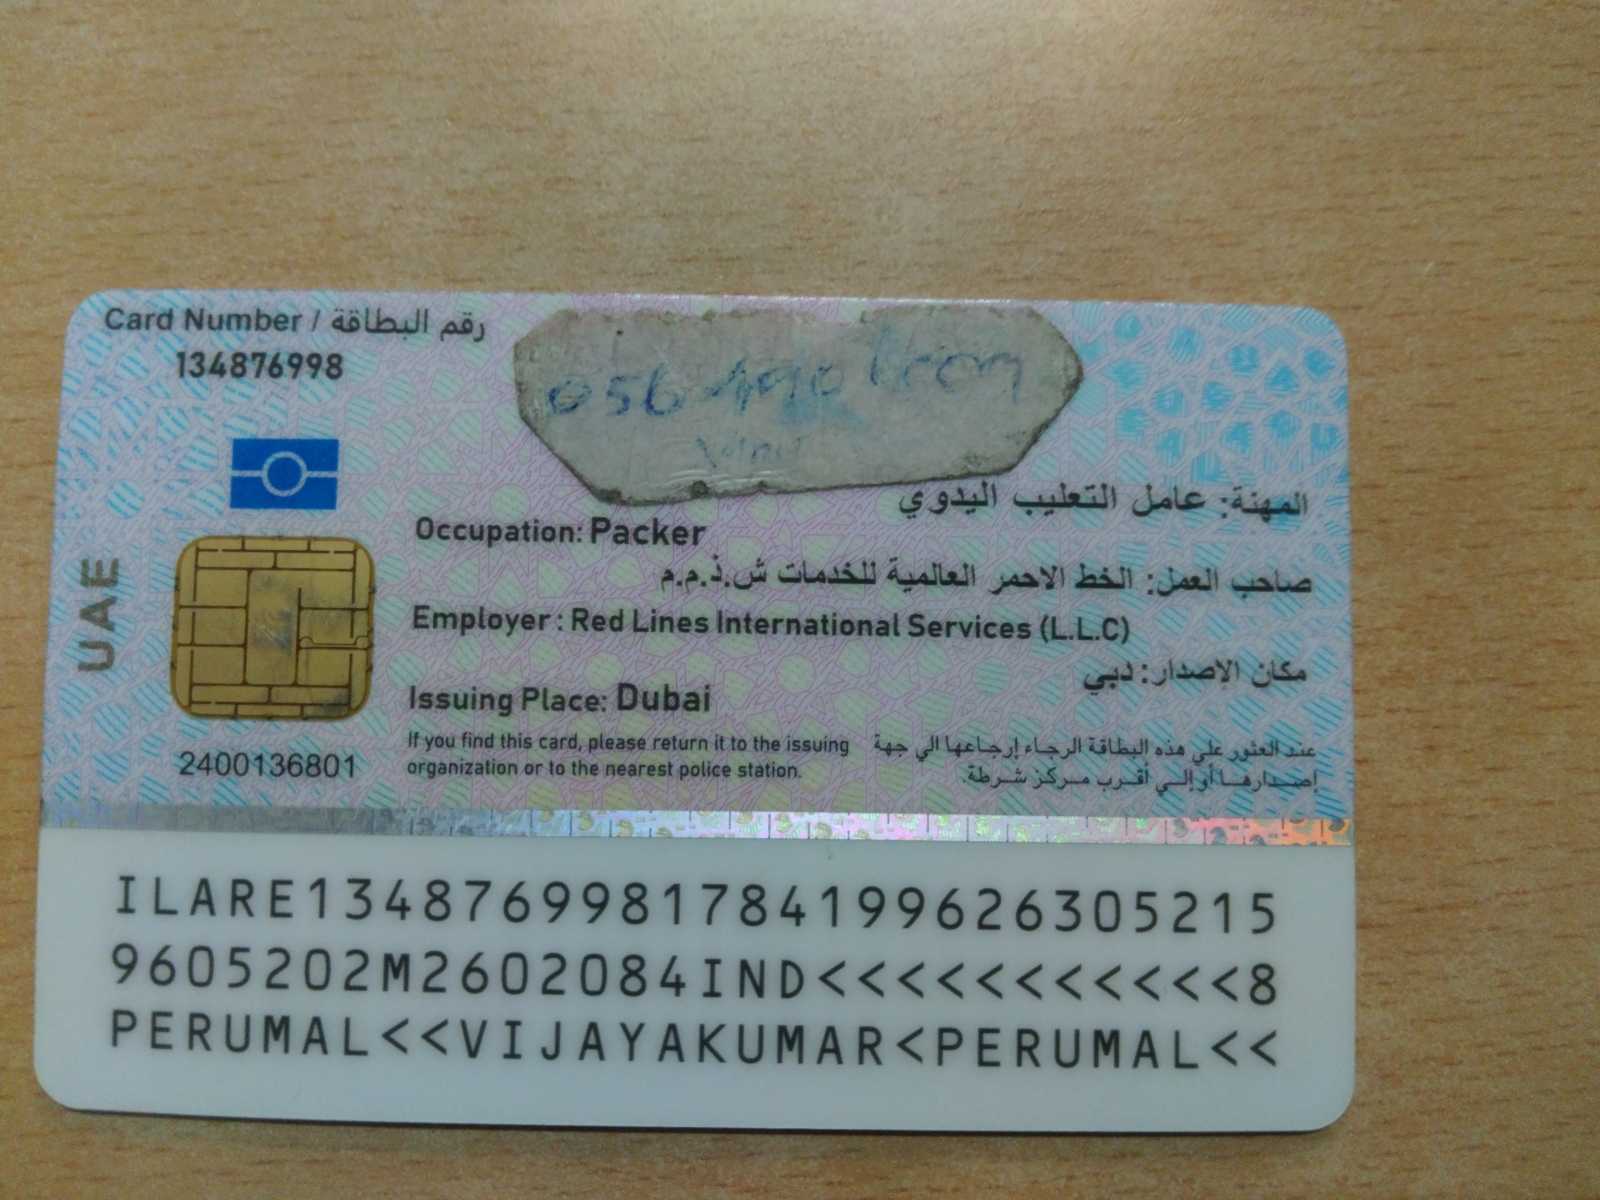 Card Number / رقم البطاقة
134876998
056
المهنة: عامل التعليب اليدوي
Occupation: Packer
صاحب العمل: الخط الاحمر العالمية للخدمات ش.ذ.م.م
Employer : Red Lines International Services (L.L.C)
مكان الإصدار: دبي
Issuing Place: Dubai
UAE
If you find this card, please return it to the issuing
organization or to the nearest police station.
عند العثور علي هذه البطاقة الرجاء إرجاعها الي جهة
إصدارها أو إلي أقرب مركز شرطة.
2400136801
ILARE1348769981784199626305215
9605202M2602084IND<<<<<<<<<<<8
PERUMAL<<VIJAYAKUMAR<PERUMAL<<